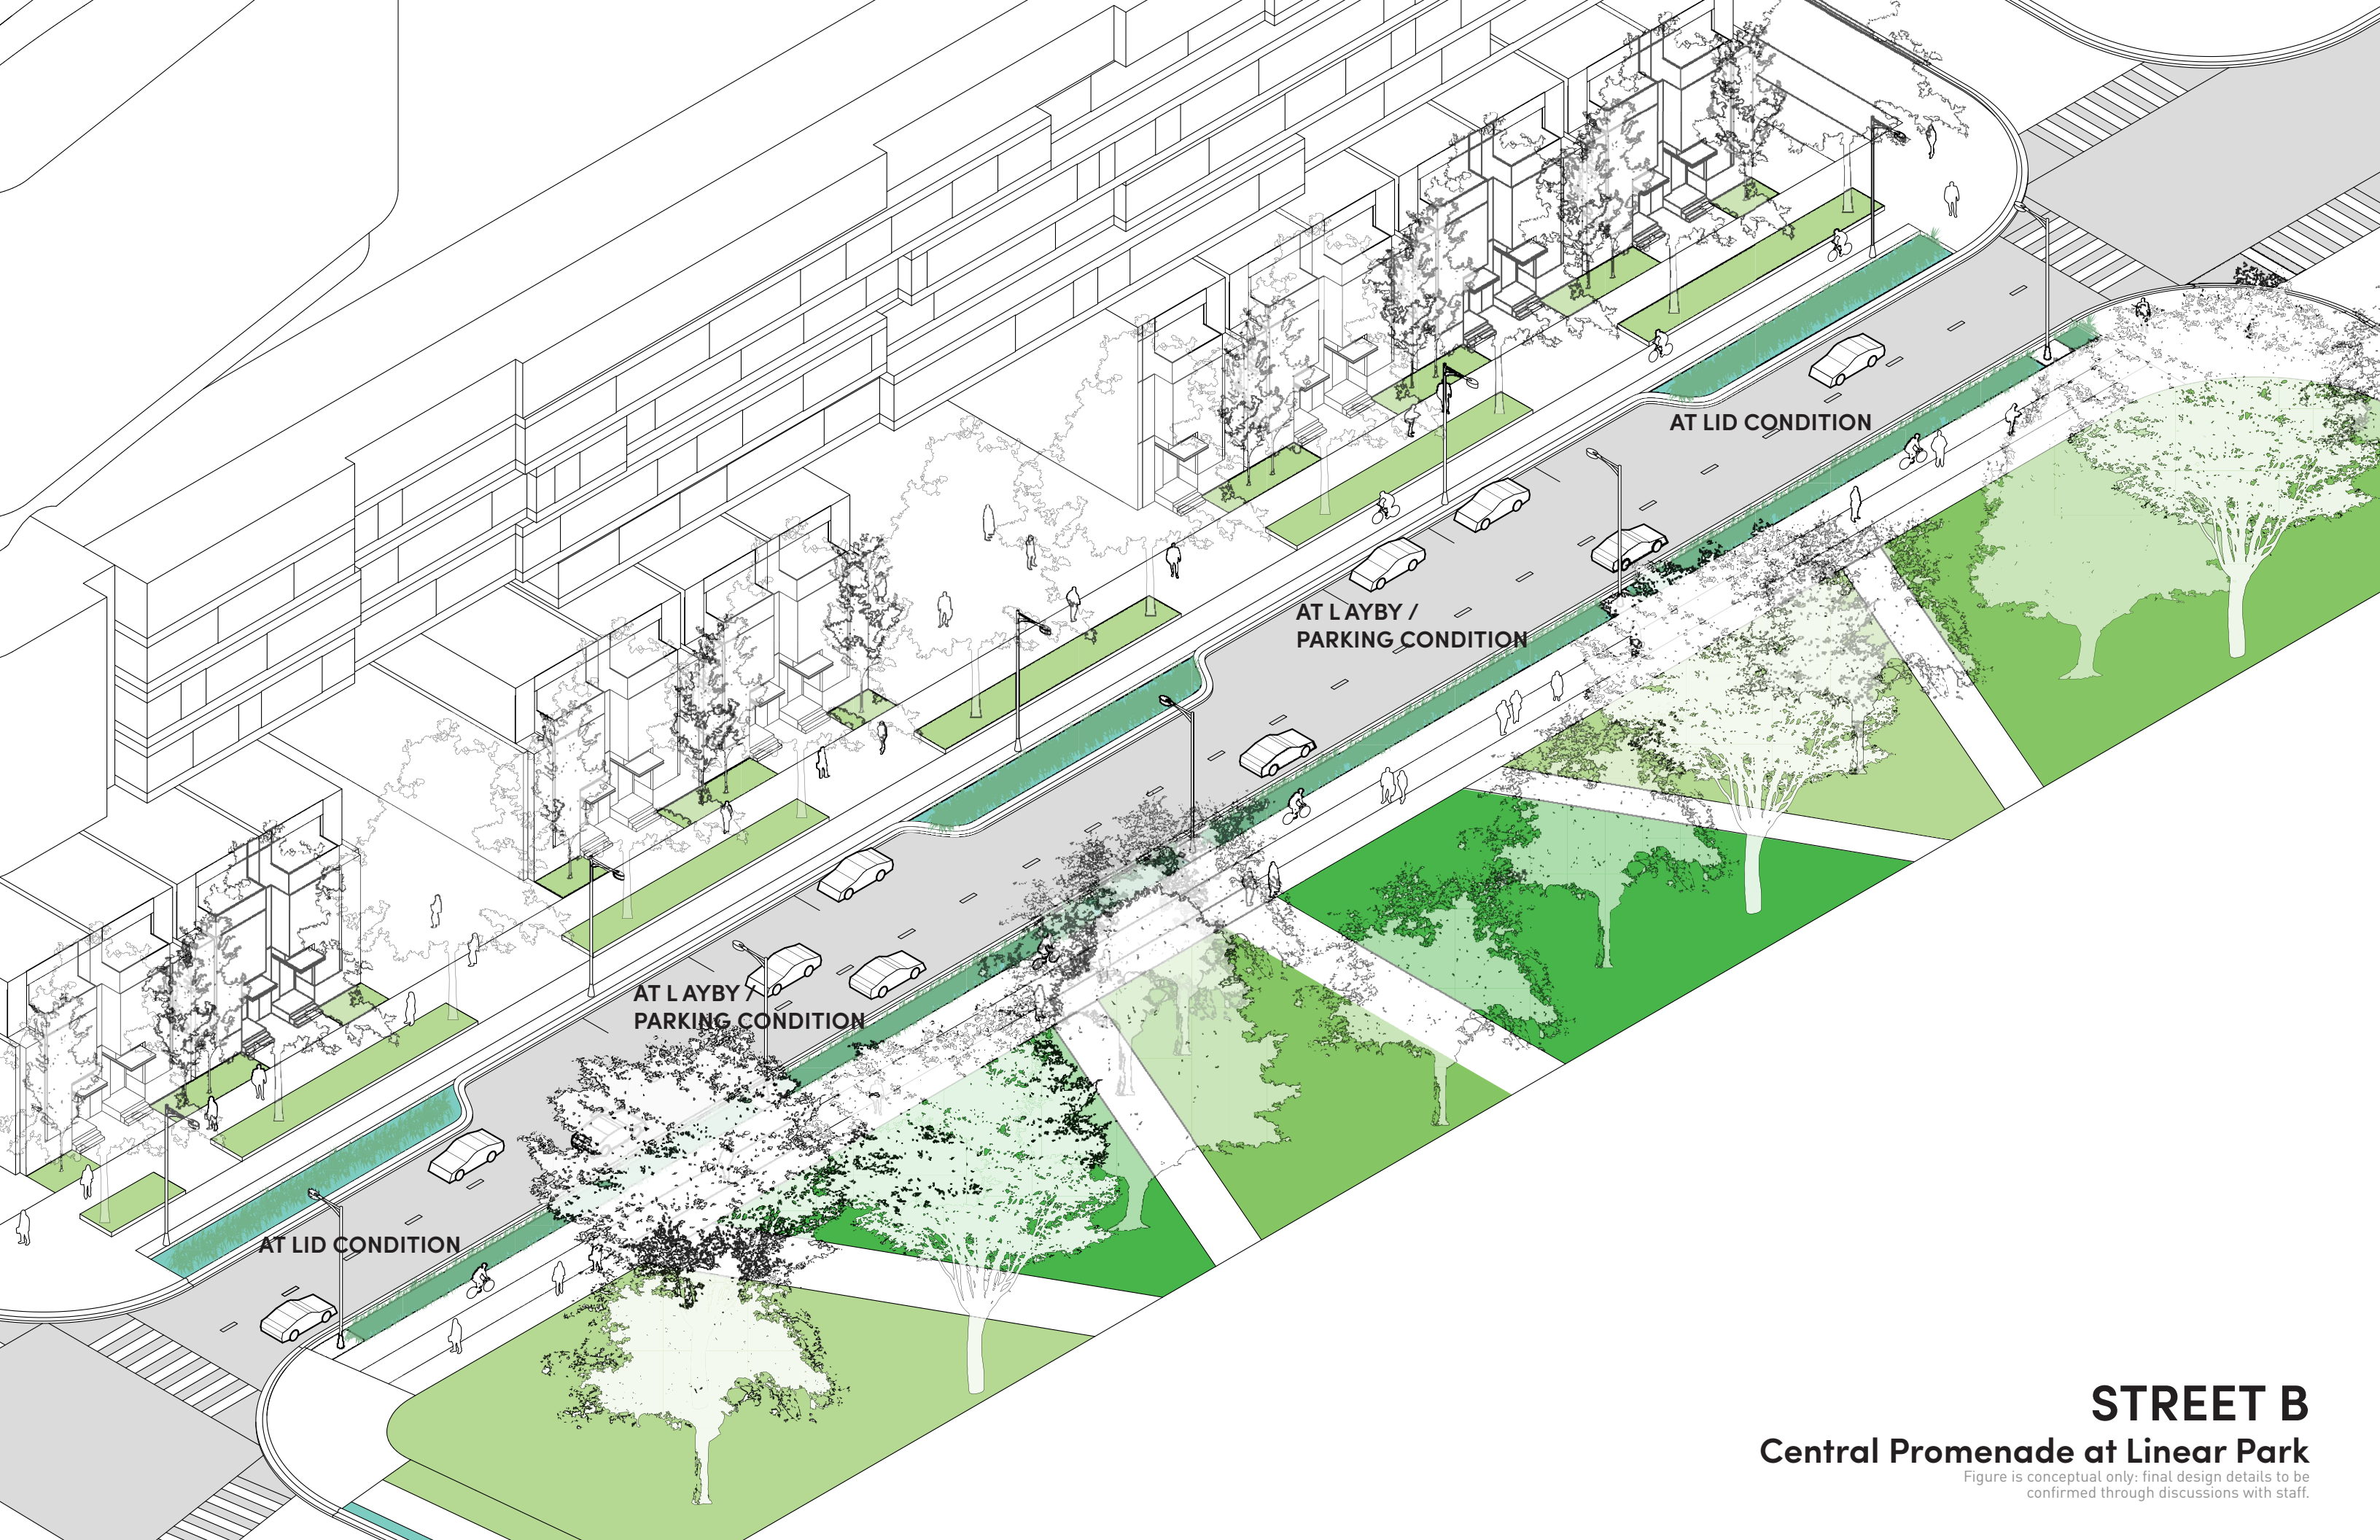 AT LID CONDITION
AT LAYBY /
PARKING CONDITION
AT LAYBY /
PARKING CONDITION
AT LID CONDITION
STREET B
Central Promenade at Linear Park
Figure is conceptual only: final design details to be
confirmed through discussions with staff.